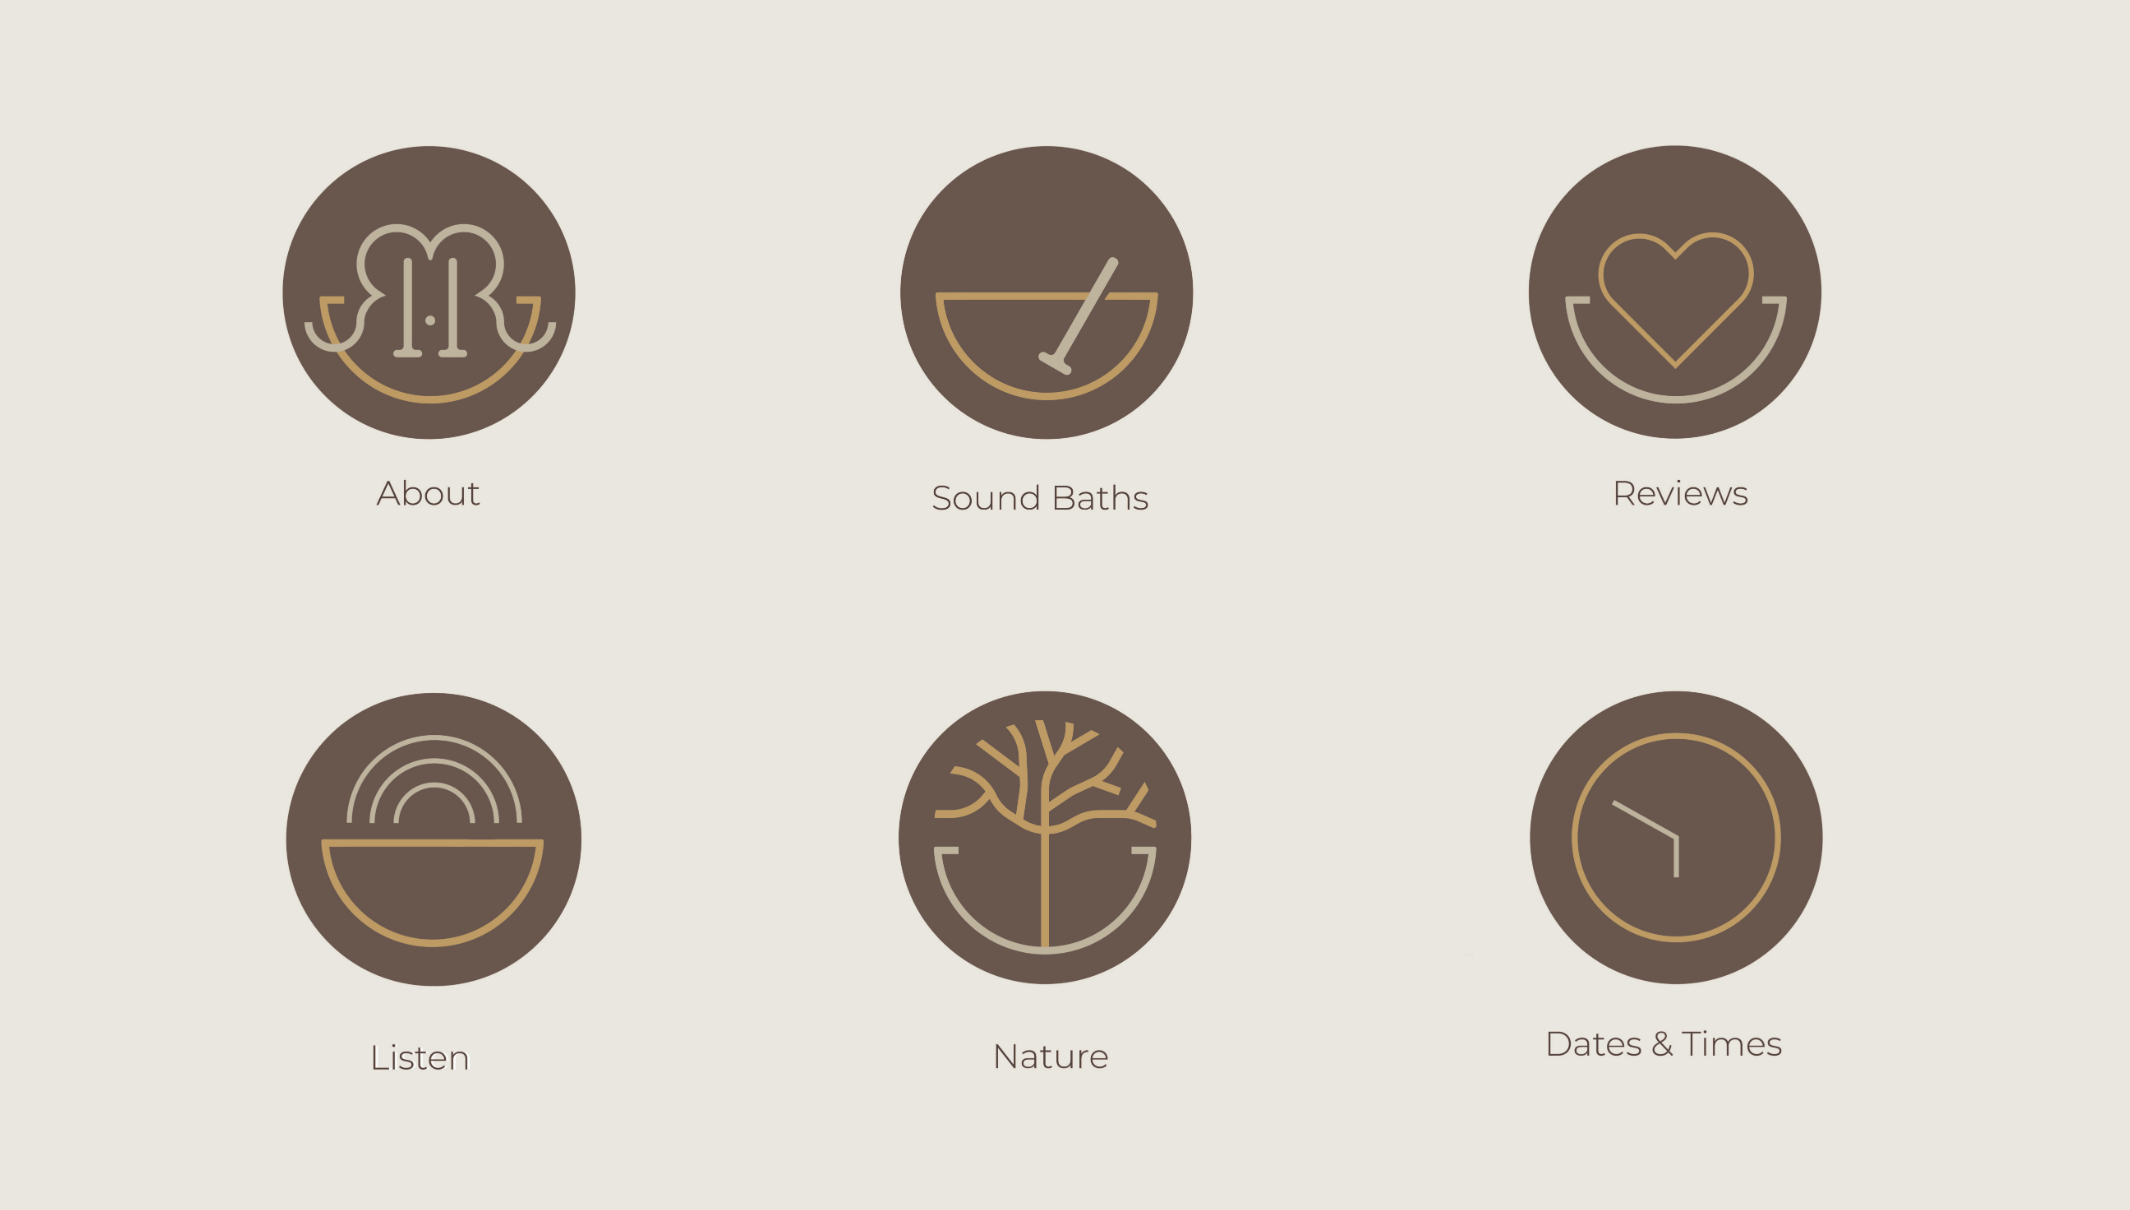 About
Sound Baths
Reviews
Listen
Nature
Dates & Times